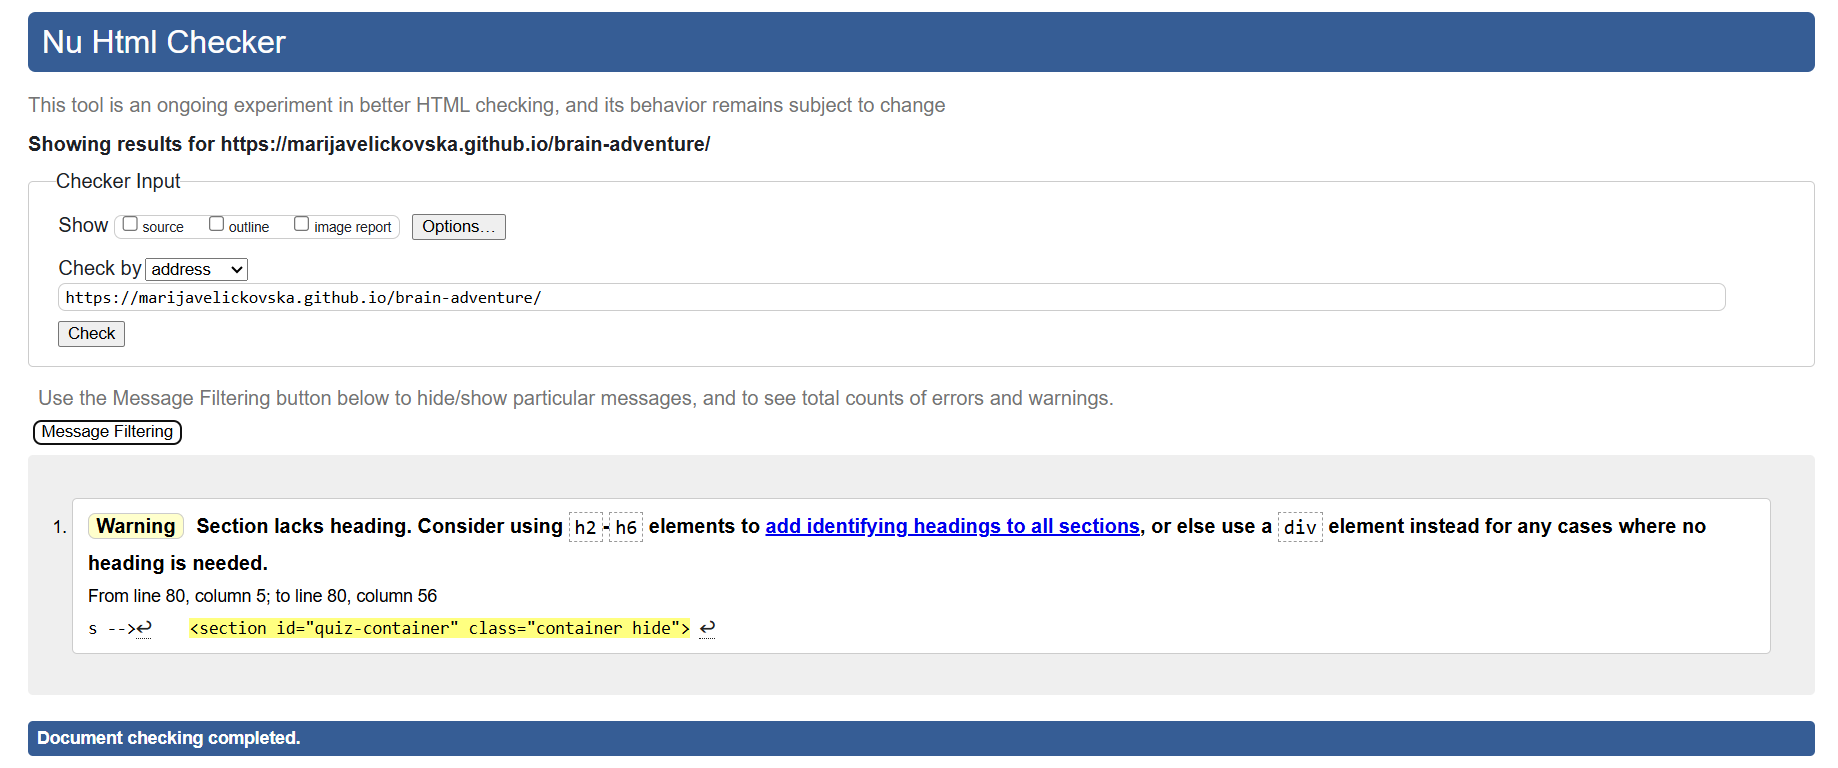 Nu Html Checker
This tool is an ongoing experiment in better HTML checking, and its behavior remains subject to change
Showing results for https://marijavelickovska.github.io/brain-adventure/
Checker Input
Show source outline image report Options...
Check by address
https://marijavelickovska.github.io/brain-adventure/
Check
Use the Message Filtering button below to hide/show particular messages, and to see total counts of errors and warnings.
Message Filtering
1. Warning Section lacks heading. Consider using h2-h6 elements to add identifying headings to all sections, or else use a div element instead for any cases where no
heading is needed.
From line 80, column 5; to line 80, column 56
s -->↩ <section id="quiz-container" class="container hide"> ↩
Document checking completed.